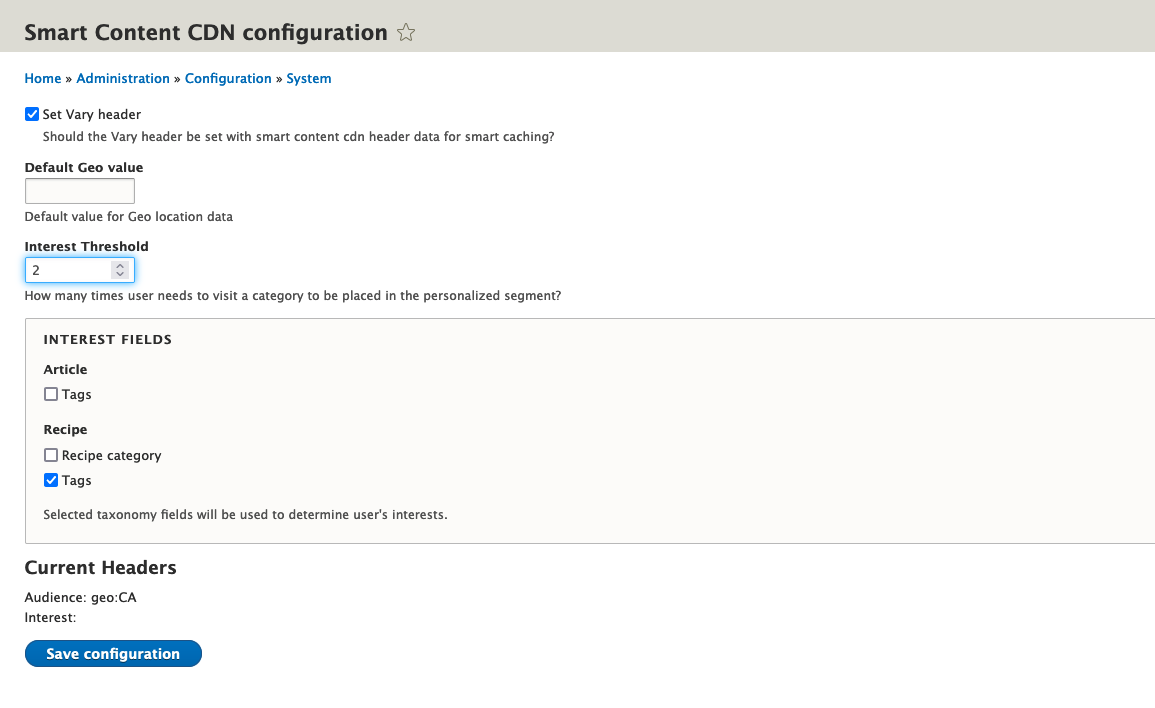 Smart Content CDN configuration
Home » Administration » Configuration » System
Set Vary header
Should the Vary header be set with smart content cdn header data for smart caching?
Default Geo value
Default value for Geo location data
Interest Threshold
2
How many times user needs to visit a category to be placed in the personalized segment?
INTEREST FIELDS
Article
Tags
Recipe
Recipe category
Tags
Selected taxonomy fields will be used to determine user's interests.
Current Headers
Audience: geo:CA
Interest:
Save configuration